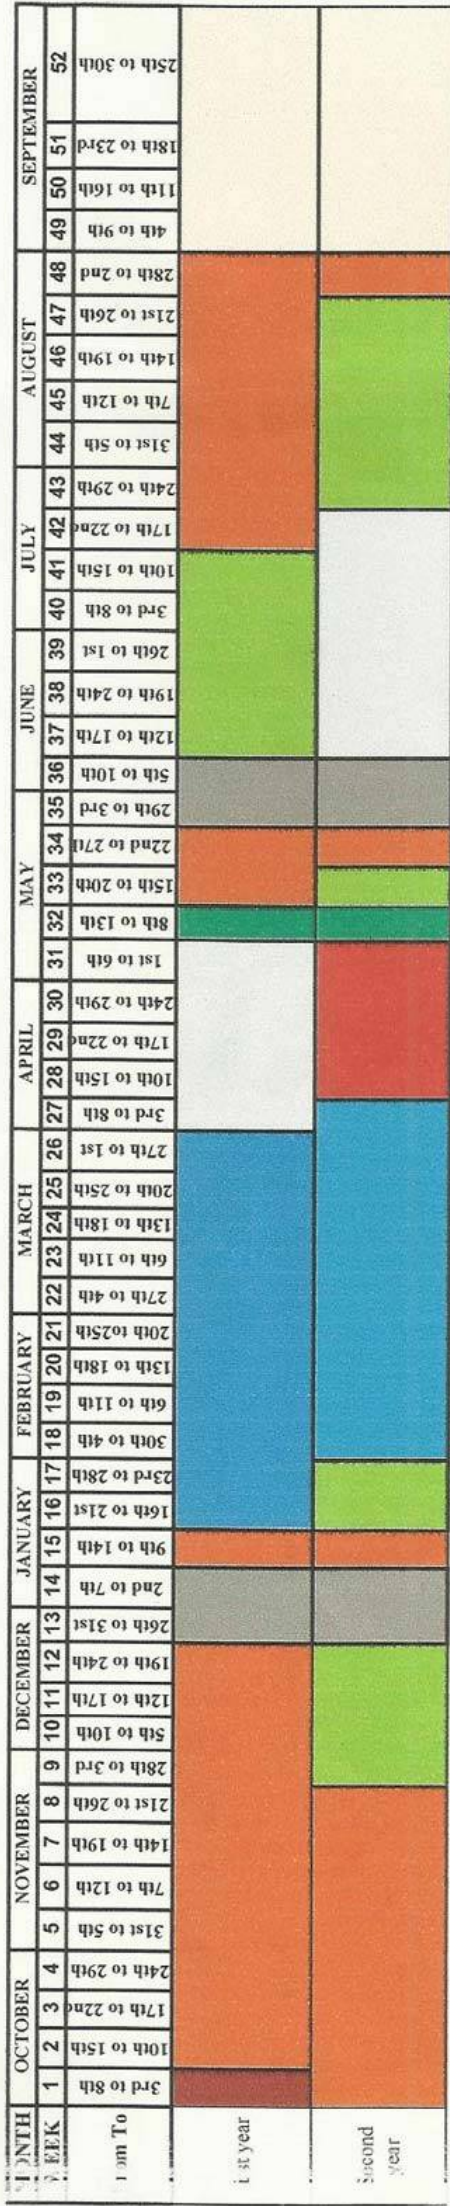 ONTH OCTOBER NOVEMBER DECEMBER JANUARY FEBRUARY MARCH APRIL MAY JUNE JULY AUGUST SEPTEMBER
EEK 1 2 3 4 5 6 7 8 9 10 11 12 13 14 15 16 17 18 19 20 21 22 23 24 25 26 27 28 29 30 31 32 33 34 35 36 37 38 39 40 41 42 43 44 45 46 47 48 49 50 51 52
om To
3rd to 8th
10th to 15th
17th to 22nd
24th to 29th
31st to 5th
7th to 12th
14th to 19th
21st to 26th
28th to 3rd
5th to 10th
12th to 17th
19th to 24th
26th to 31st
2nd to 7th
9th to 14th
16th to 21st
23rd to 28th
30th to 4th
6th to 11th
13th to 18th
20th to25th
27th to 4th
6th to 11th
13th to 18th
20th to 25th
27th to 1st
3rd to 8th
10th to 15th
17th to 22nd
24th to 29th
1st to 6th
8th to 13th
15th to 20th
22nd to 27th
29th to 3rd
5th to 10th
12th to 17th
19th to 24th
26th to 1st
3rd to 8th
10th to 15th
17th to 22nd
24th to 29th
31st to 5th
7th to 12th
14th to 19th
21st to 26th
28th to 2nd
4th to 9th
11th to 16th
18th to 23rd
25th to 30th
1st year
Second
year